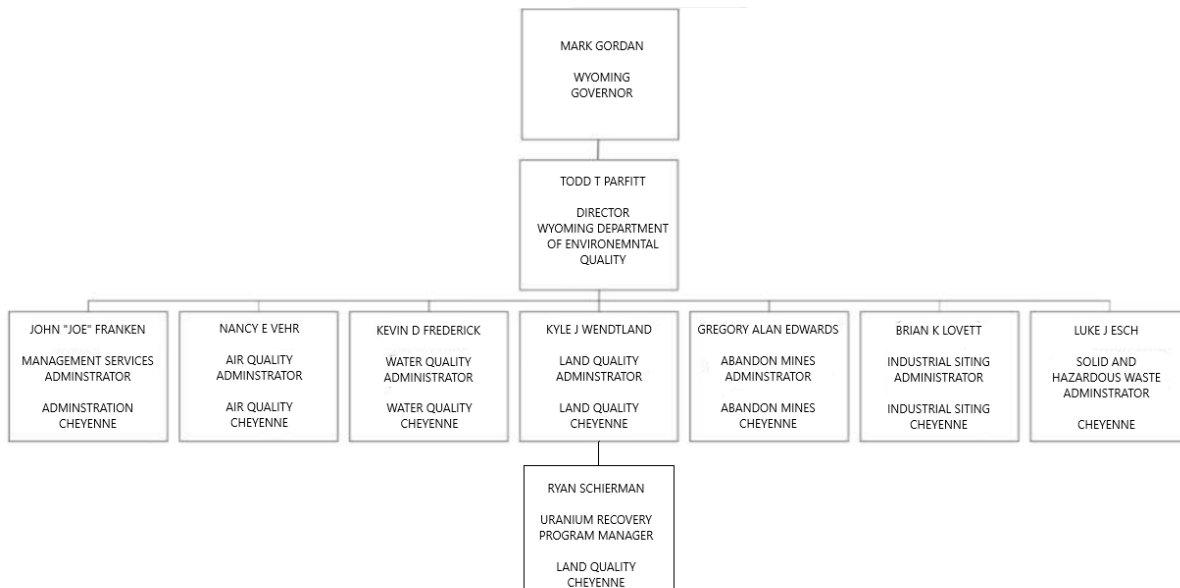 MARK GORDAN
WYOMING
GOVERNOR
TODD T PARFITT
DIRECTOR
WYOMING DEPARTMENT
OF ENVIRONEMNTAL
QUALITY
JOHN "JOE" FRANKEN
MANAGEMENT SERVICES
ADMINSTRATOR
ADMINSTRATION
CHEYENNE
NANCY E VEHR
AIR QUALITY
ADMINSTRATOR
AIR QUALITY
CHEYENNE
KEVIN D FREDERICK
WATER QUALITY
ADMINISTRATOR
WATER QUALITY
CHEYENNE
KYLE J WENDTLAND
LAND QUALITY
ADMINISTRATOR
LAND QUALITY
CHEYENNE
GREGORY ALAN EDWARDS
ABANDON MINES
ADMINSTRATOR
ABANDON MINES
CHEYENNE
BRIAN K LOVETT
INDUSTRIAL SITING
ADMINISTRATOR
INDUSTRIAL SITING
CHEYENNE
LUKE J ESCH
SOLID AND
HAZARDOUS WASTE
ADMINSTRATOR
CHEYENNE
RYAN SCHIERMAN
URANIUM RECOVERY
PROGRAM MANAGER
LAND QUALITY
CHEYENNE